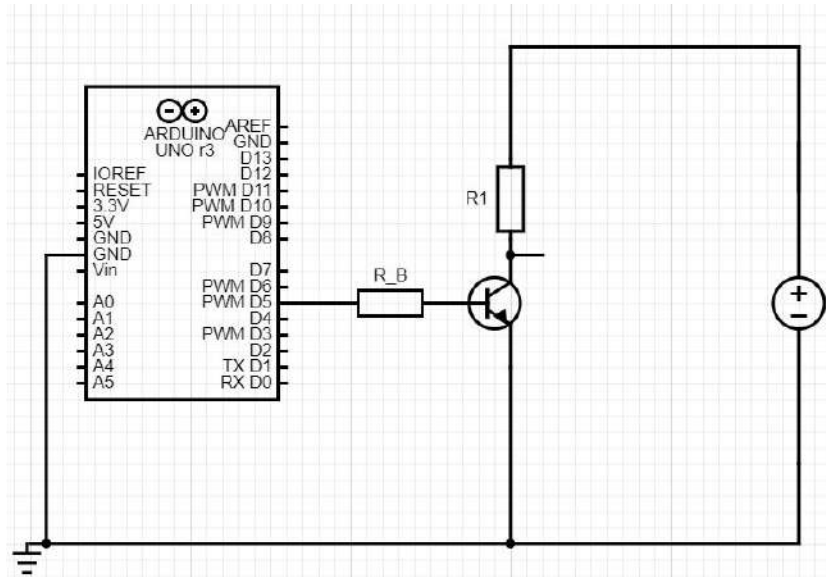 ARDUINO
UNO r3
IOREF
RESET
3.3V
5V
GND
GND
Vin
A0
A1
A2
A3
A4
A5
AREF
GND
D13
D12
PWM D11
PWM D10
PWM D9
D8
D7
PWM D6
PWM D5
D4
PWM D3
D2
TX D1
RX D0
R_B
R1